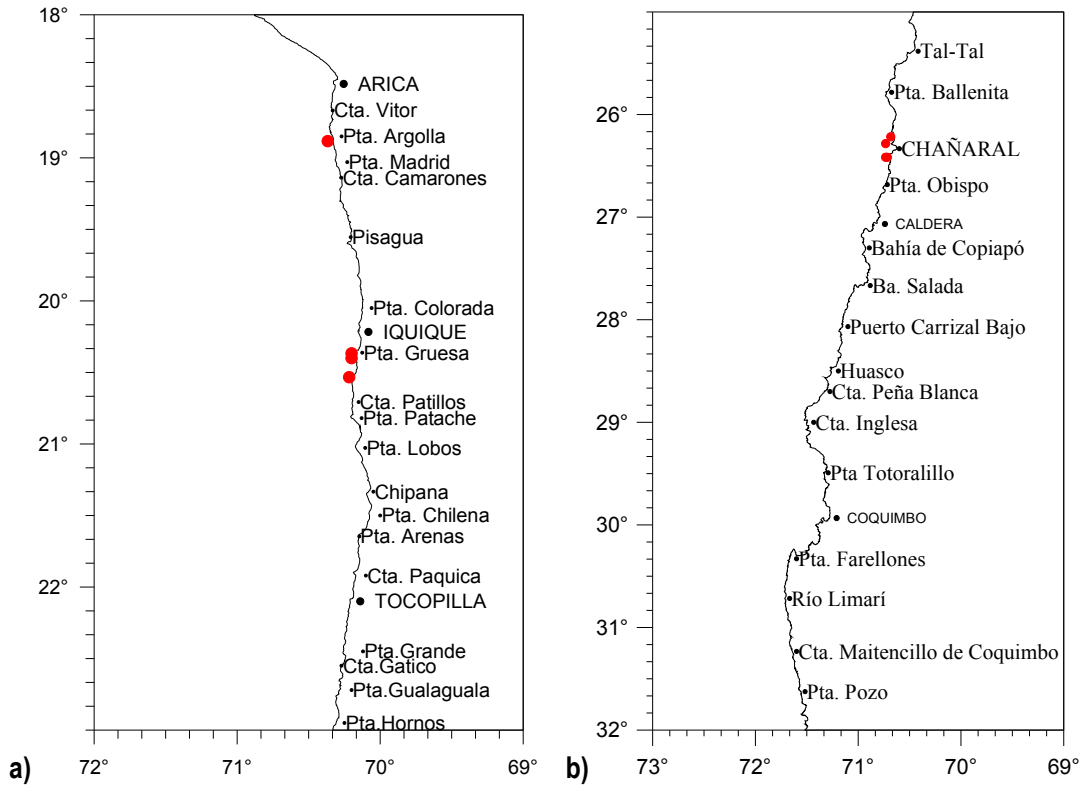 18°
19°
20°
21°
22°
72°
71°
70°
69°
ARICA
Cta. Vitor
Pta. Argolla
Pta. Madrid
Cta. Camarones
Pisagua
Pta. Colorada
IQUIQUE
Pta. Gruesa
Cta. Patillos
Pta. Patache
Pta. Lobos
Chipana
Pta. Chilena
Pta. Arenas
Cta. Paquica
TOCOPILLA
Pta.Grande
Cta.Gatico
Pta.Gualaguala
Pta.Hornos
a)
26°
27°
28°
29°
30°
31°
32°
73°
72°
71°
70°
69°
Tal-Tal
Pta. Ballenita
CHAÑARAL
Pta. Obispo
CALDERA
Bahía de Copiapó
Ba. Salada
Puerto Carrizal Bajo
Huasco
Cta. Peña Blanca
Cta. Inglesa
Pta Totoralillo
COQUIMBO
Pta. Farellones
Río Limarí
Cta. Maitencillo de Coquimbo
Pta. Pozo
b)